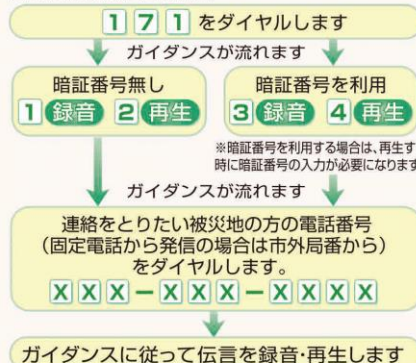 171をダイヤルします
ガイダンスが流れます
暗証番号無し
1録音 2再生
暗証番号を利用
3録音 4再生
※暗証番号を利用する場合は、再生す
時に暗証番号の入力が必要になります
ガイダンスが流れます
連絡をとりたい被災地の方の電話番号
(固定電話から発信の場合は市外局番から)
をダイヤルします。
XXX-XXX-XXXX
ガイダンスに従って伝言を録音・再生します